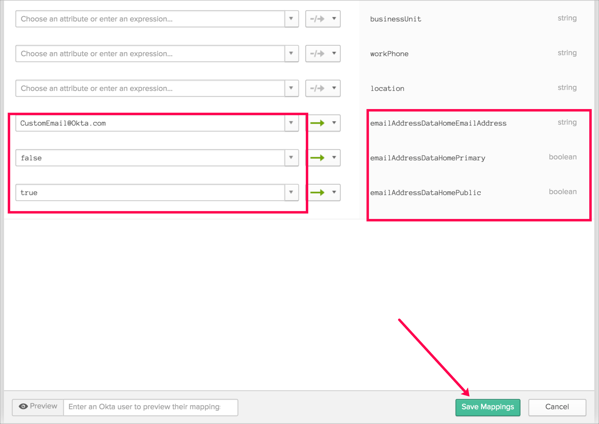 Choose an attribute or enter an expression... businessUnit string
Choose an attribute or enter an expression... workPhone string
Choose an attribute or enter an expression... location string
CustomEmail@Okta.com emailAddressDataHomeEmailAddress string
false emailAddressDataHomePrimary boolean
true emailAddressDataHomePublic boolean
Preview Enter an Okta user to preview their mapping Save Mappings Cancel